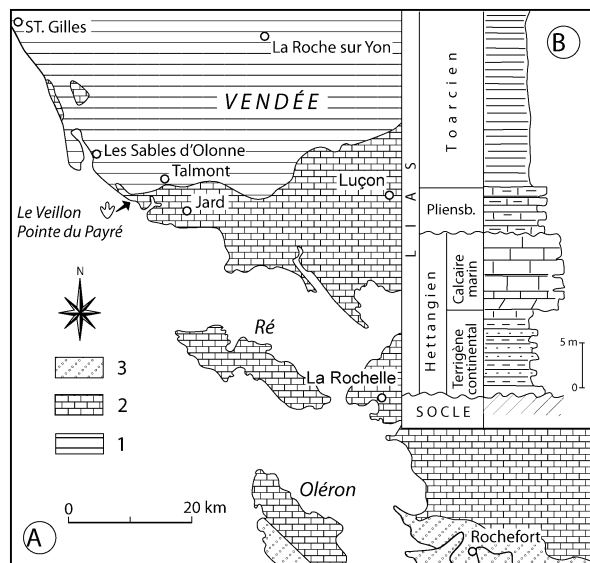 ST. Gilles
La Roche sur Yon
VENDÉE
Les Sables d'Olonne
Talmont
Luçon
Jard
Le Veillon
Pointe du Payré
N
Ré
3
La Rochelle
2
1
Oléron
0 20 km
Rochefort
A
B
LIAS
Toarcien
Pliensb.
Hettangien
Calcaire
marin
Terrigène
continental
5 m
0
SOCLE